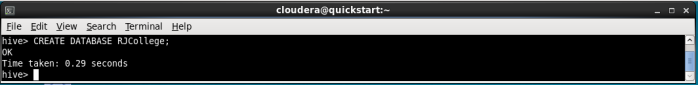 cloudera@quickstart:~
File Edit View Search Terminal Help
hive> CREATE DATABASE RJCollege;
OK
Time taken: 0.29 seconds
hive>